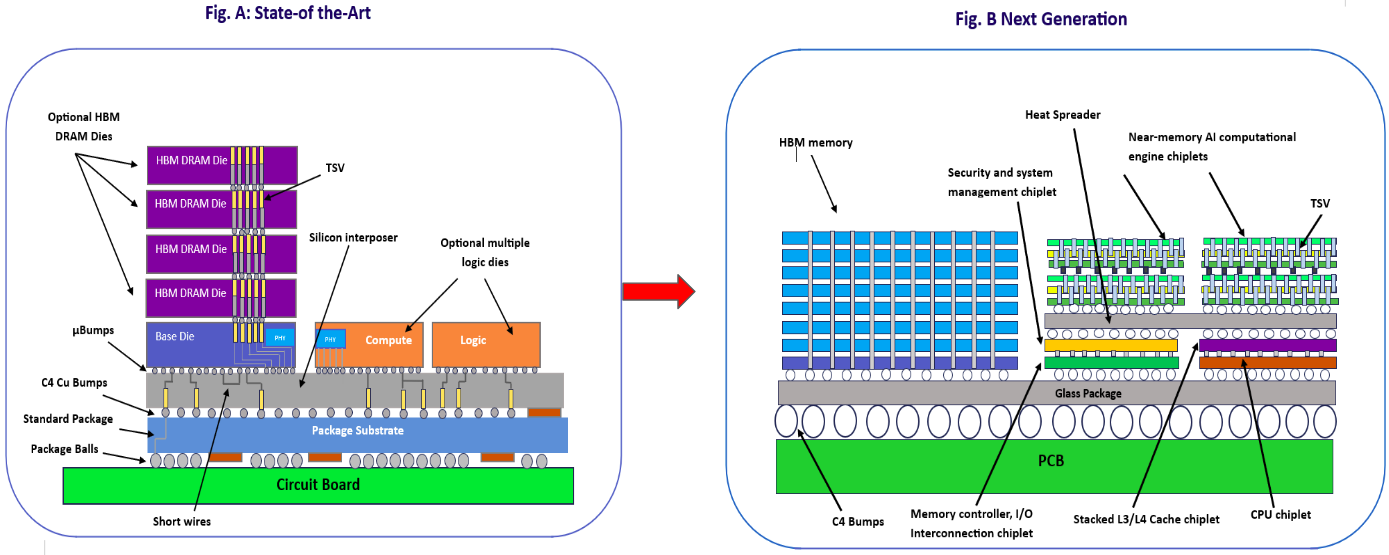 Fig. A: State-of the-Art
Optional HBM
DRAM Dies
HBM DRAM Die
HBM DRAM Die
HBM DRAM Die
HBM DRAM Die
TSV
Silicon interposer
Optional multiple
logic dies
µBumps
Base Die
PHY
PHY
Compute
Logic
C4 Cu Bumps
Standard Package
Package Substrate
Package Balls
Circuit Board
Short wires
Fig. B Next Generation
Heat Spreader
HBM memory
Near-memory AI computational
engine chiplets
Security and system
management chiplet
TSV
Glass Package
PCB
C4 Bumps
Memory controller, I/O
Interconnection chiplet
Stacked L3/L4 Cache chiplet
CPU chiplet